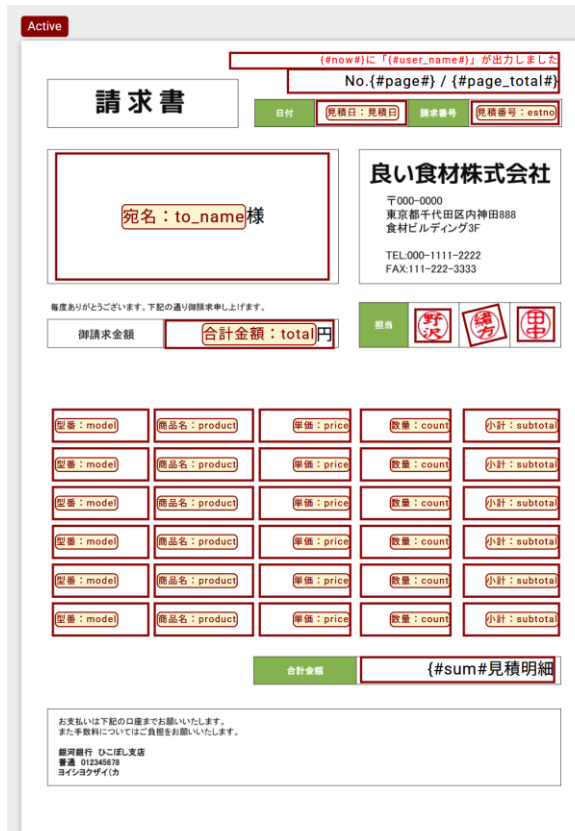 Active
{#now#}に「{#user_name#}」が出力しました
No.{#page#} / {#page_total#}
請求書
日付 見積日：見積日 請求番号 見積番号：estno
宛名：to_name様
良い食材株式会社
〒000-0000
東京都千代田区内神田888
食材ビルディング3F
TEL:000-1111-2222
FAX:111-222-3333
毎度ありがとうございます。下記の通り御請求申し上げます。
御請求金額 合計金額：total円
担当 野沢 緒方 田中
型番：model 商品名：product 単価：price 数量：count 小計：subtotal
型番：model 商品名：product 単価：price 数量：count 小計：subtotal
型番：model 商品名：product 単価：price 数量：count 小計：subtotal
型番：model 商品名：product 単価：price 数量：count 小計：subtotal
型番：model 商品名：product 単価：price 数量：count 小計：subtotal
型番：model 商品名：product 単価：price 数量：count 小計：subtotal
合計金額 {#sum#見積明細
お支払いは下記の口座までお願いいたします。
また手数料についてはご負担をお願いいたします。
銀河銀行 ひこぼし支店
普通 012345678
ヨイショクザイ(カ